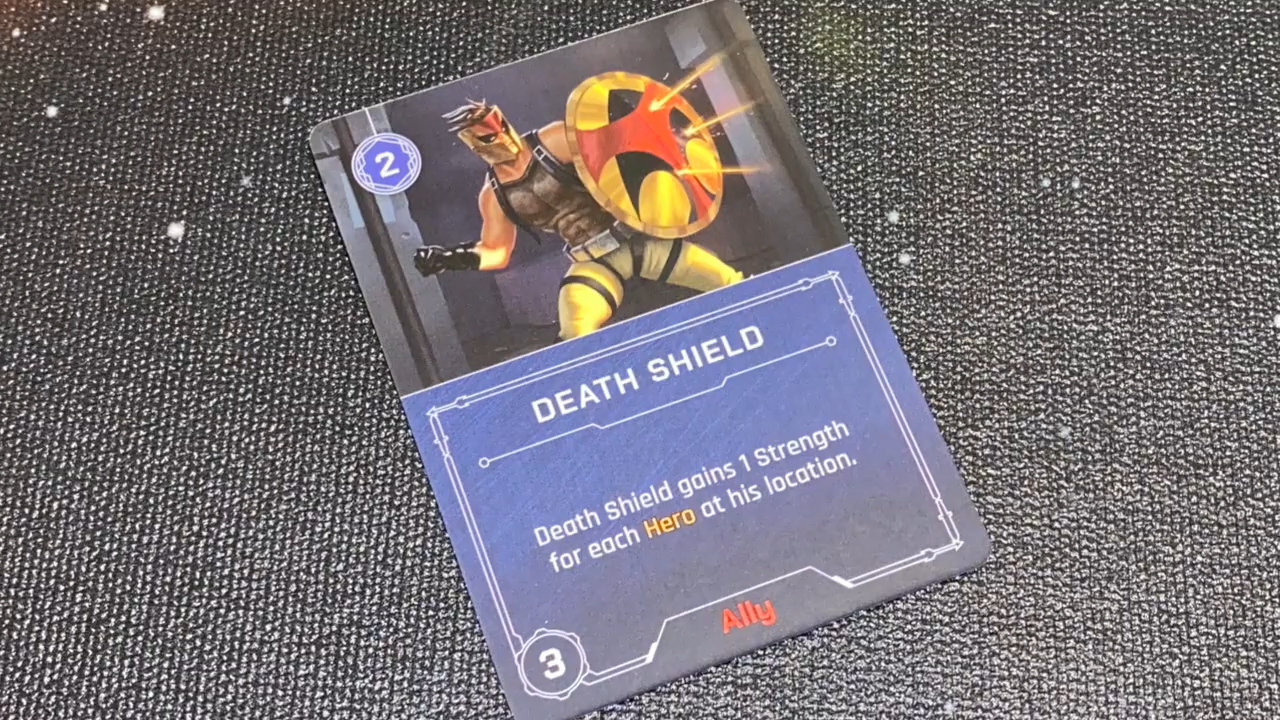 2
DEATH SHIELD
Death Shield gains 1 Strength
for each Hero at his location.
Ally
3